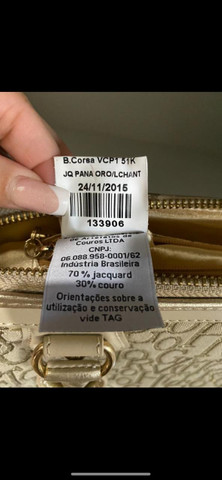 B.Corsa VCP1 51K
JQ PANA ORO/LCHANT
24/11/2015
133906
de
Couros LTDA
CNPJ:
06.088.958-0001/62
Indústria Brasileira
70 % jacquard
30% couro
Orientações sobre a
utilização e conservação
vide TAG